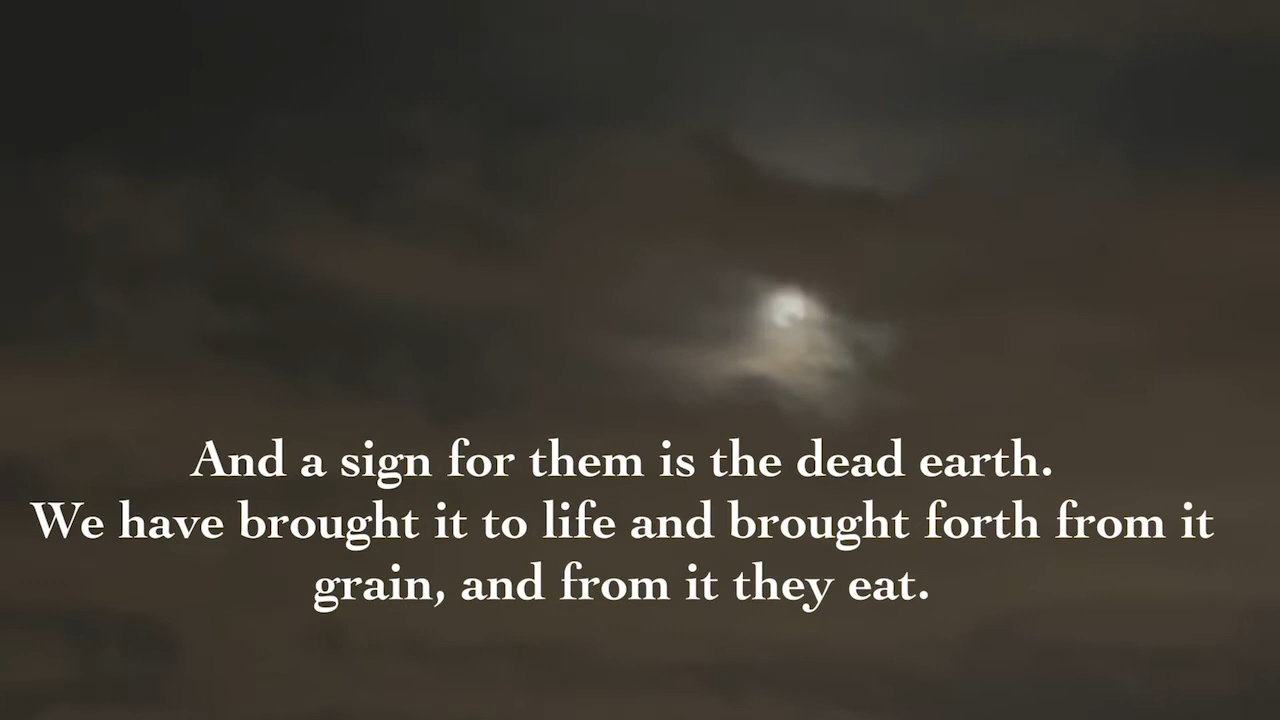 And a sign for them is the dead earth.
We have brought it to life and brought forth from it
grain, and from it they eat.